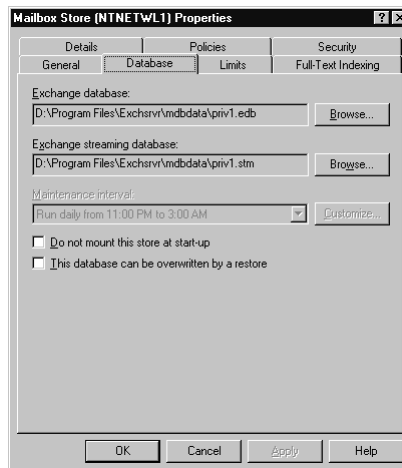 Mailbox Store (NTNETWL1) Properties
Details Policies Security
General Database Limits Full-Text Indexing
Exchange database:
D:\Program Files\Exchsrvr\mdbdata\priv1.edb Browse...
Exchange streaming database:
D:\Program Files\Exchsrvr\mdbdata\priv1.stm Browse...
Maintenance interval:
Run daily from 11:00 PM to 3:00 AM Customize...
Do not mount this store at start-up
This database can be overwritten by a restore
OK Cancel Apply Help